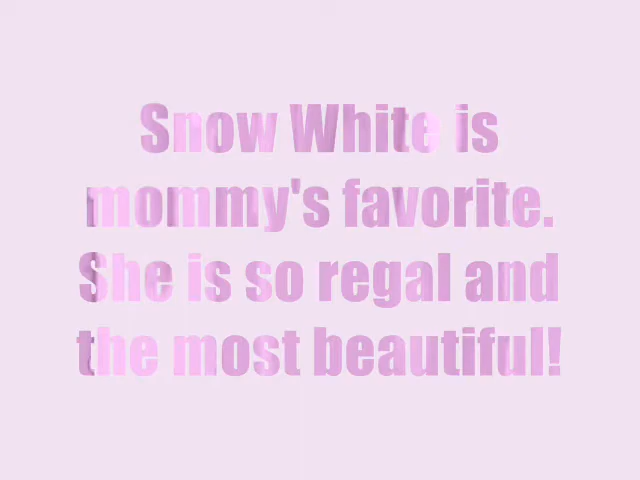 Snow White is
mommy's favorite.
She is so regal and
the most beautiful!